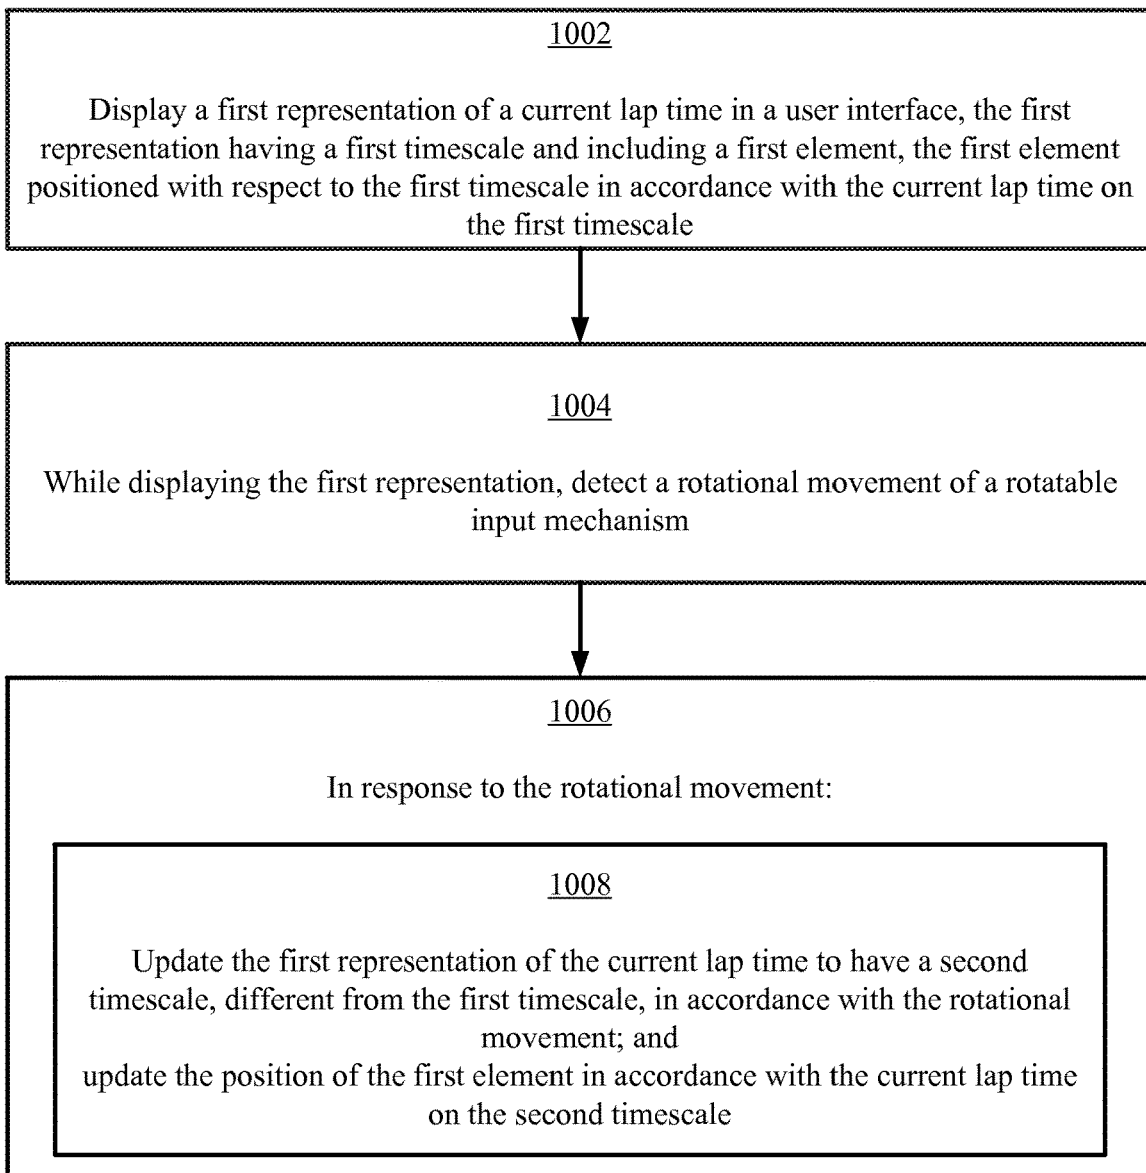 1002
Display a first representation of a current lap time in a user interface, the first
representation having a first timescale and including a first element, the first element
positioned with respect to the first timescale in accordance with the current lap time on
the first timescale
1004
While displaying the first representation, detect a rotational movement of a rotatable
input mechanism
1006
In response to the rotational movement:
1008
Update the first representation of the current lap time to have a second
timescale, different from the first timescale, in accordance with the rotational
movement; and
update the position of the first element in accordance with the current lap time
on the second timescale